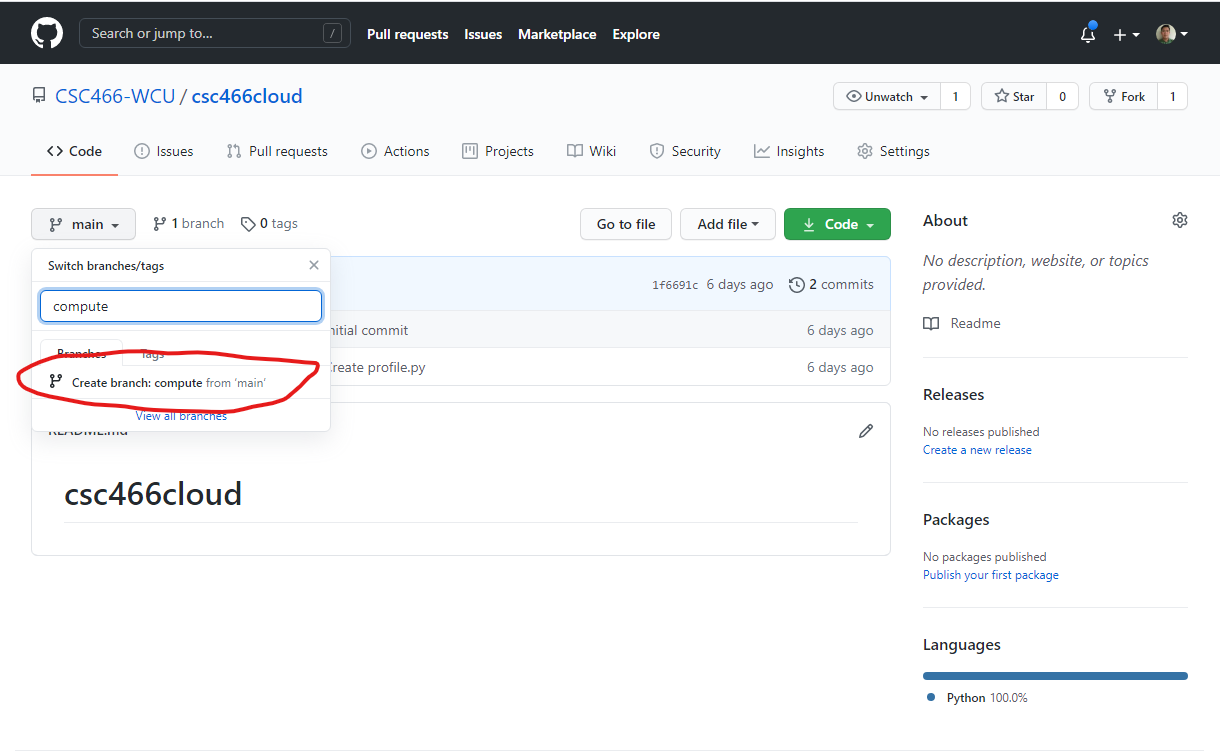 Search or jump to... /
Pull requests Issues Marketplace Explore
CSC466-WCU / csc466cloud
Unwatch 1 Star 0 Fork 1
Code Issues Pull requests Actions Projects Wiki Security Insights Settings
main 1 branch 0 tags Go to file Add file Code
Switch branches/tags
compute
Branches Tags
Create branch: compute from 'main'
View all branches
1f6691c 6 days ago 2 commits
nitial commit 6 days ago
reate profile.py 6 days ago
README.md
csc466cloud
About
No description, website, or topics
provided.
Readme
Releases
No releases published
Create a new release
Packages
No packages published
Publish your first package
Languages
Python 100.0%